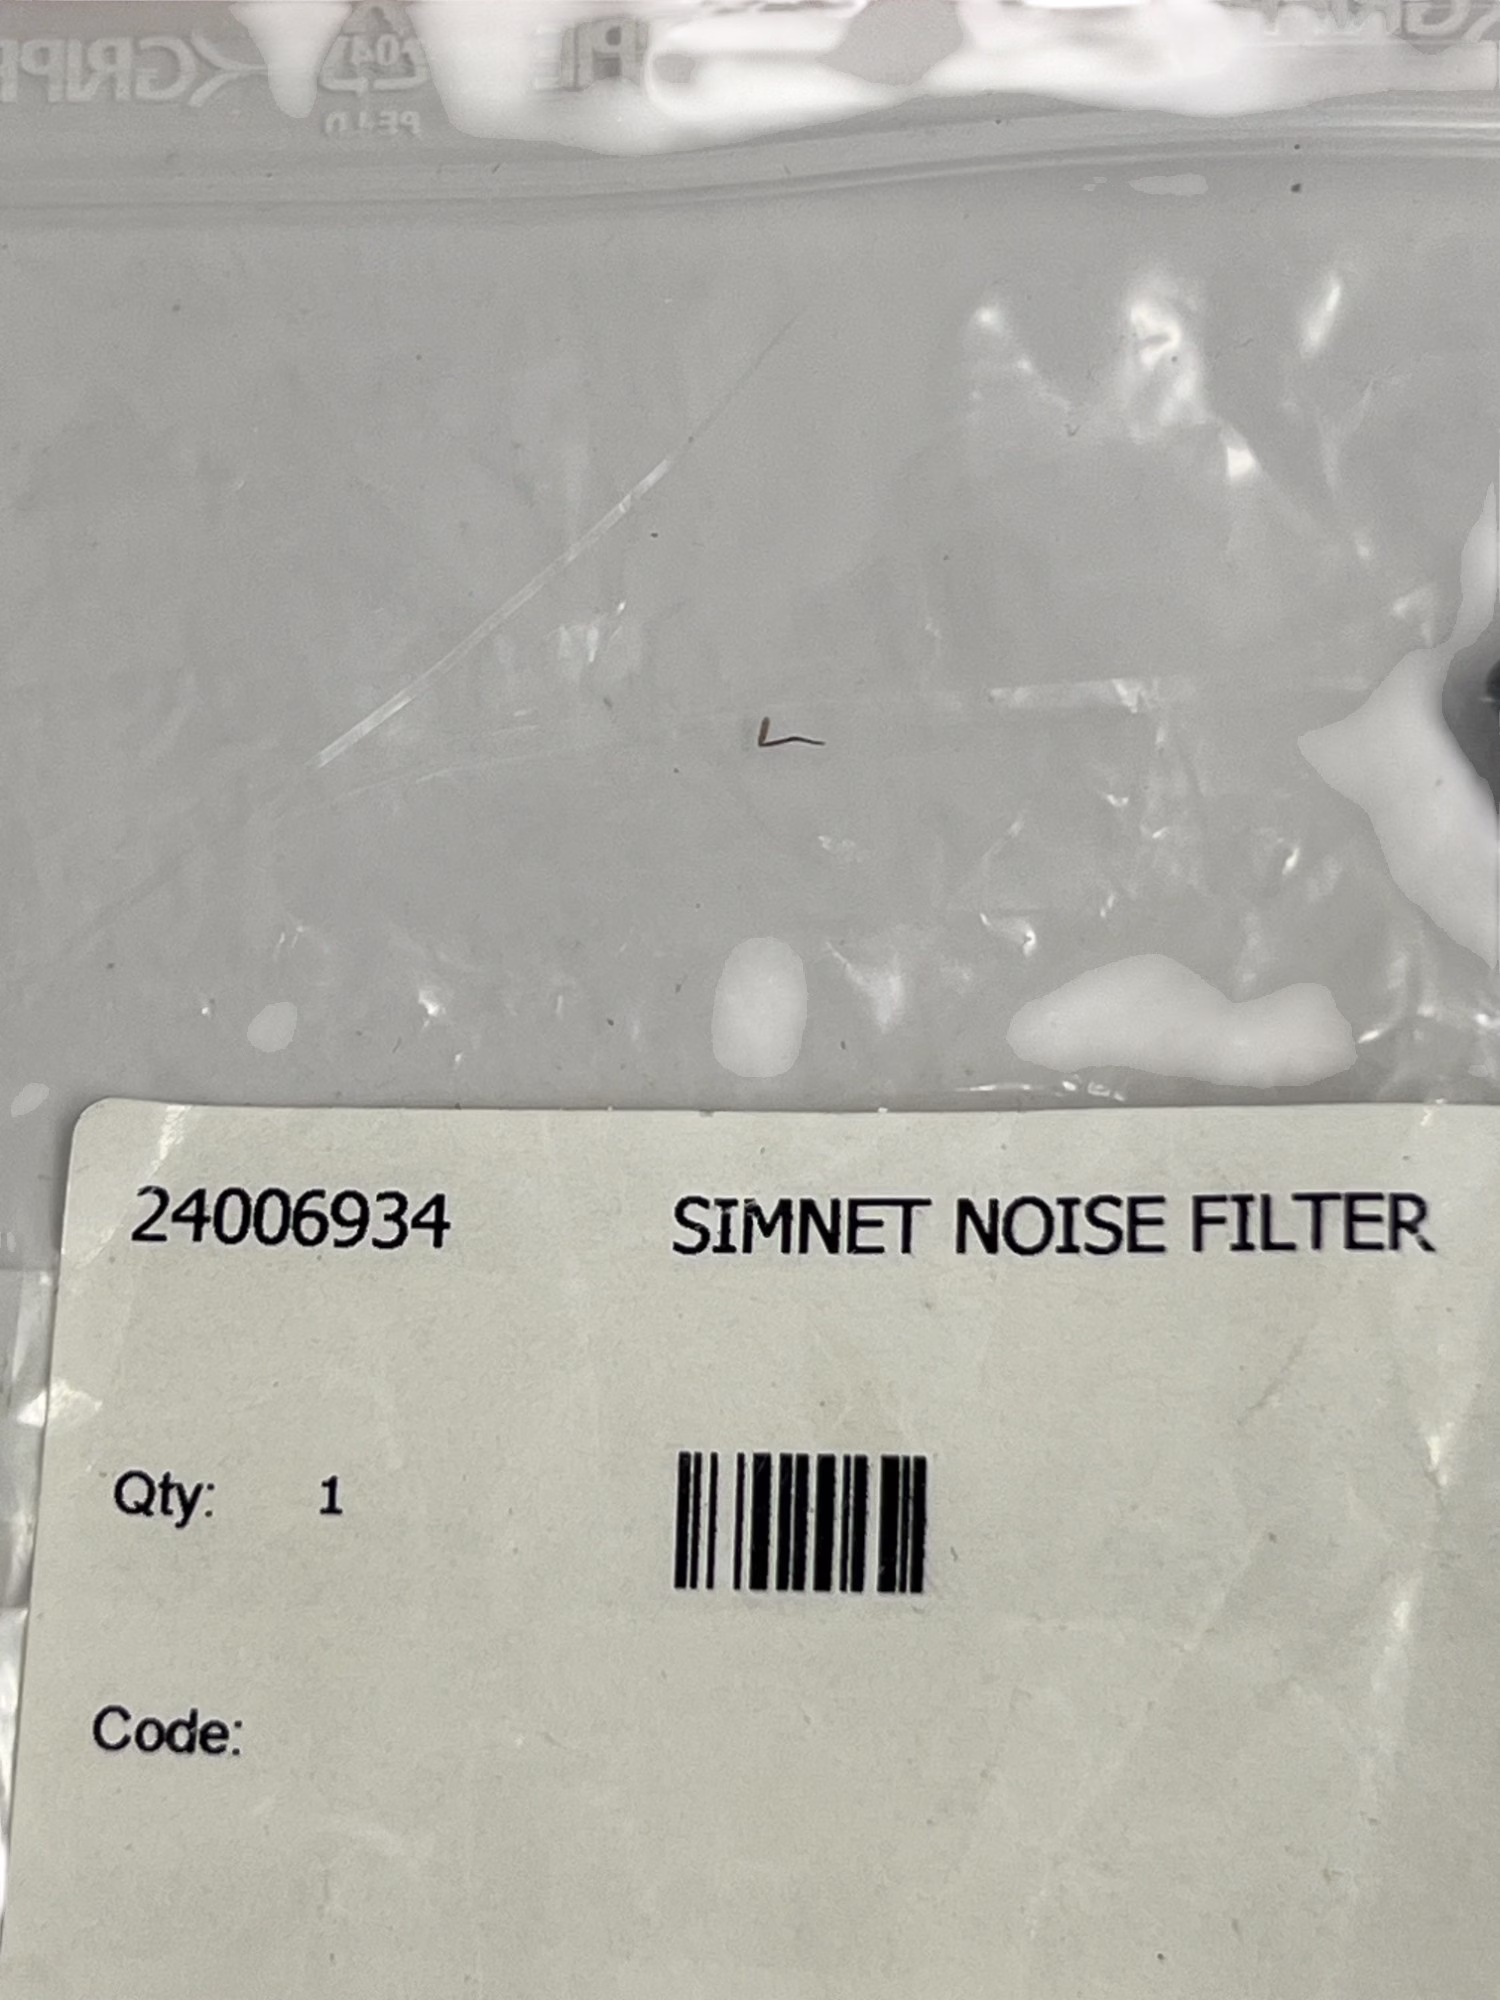 24006934 SIMNET NOISE FILTER
Qty: 1
Code: